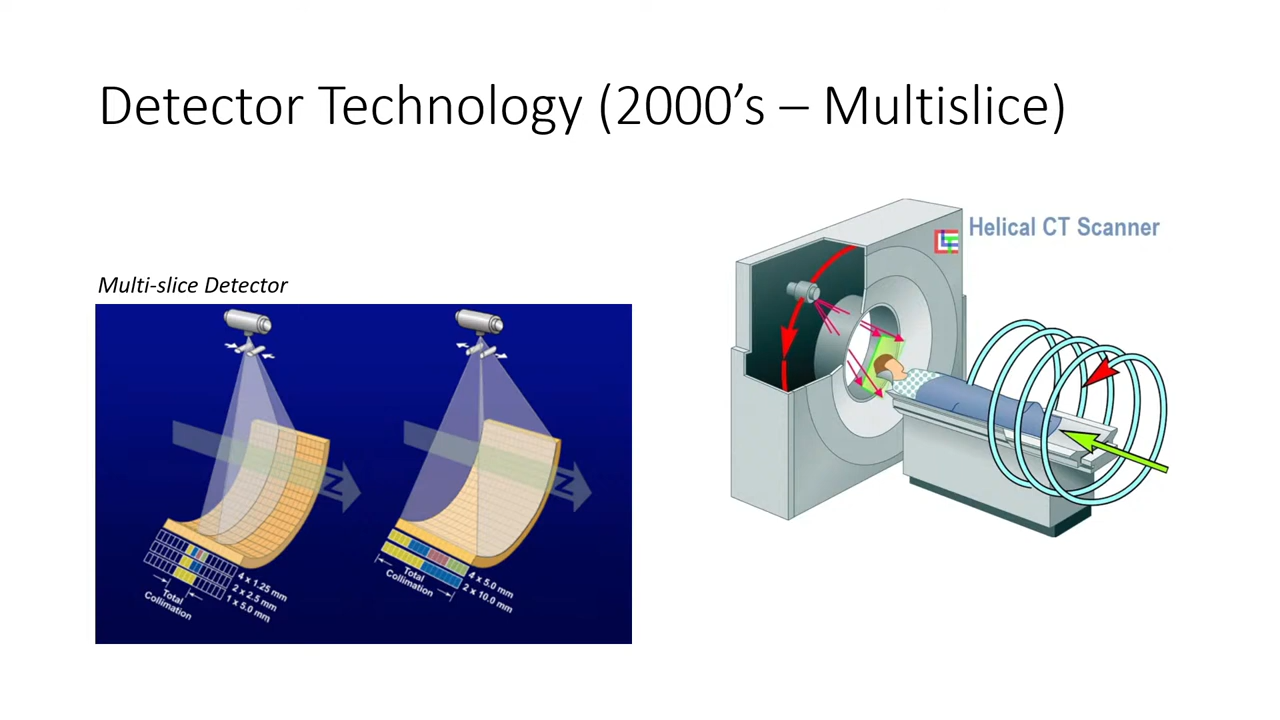 Detector Technology (2000’s – Multislice)
Helical CT Scanner
Multi-slice Detector
Z
4 x 1.25 mm
2 x 2.5 mm
1 x 5.0 mm
Total
Collimation
Z
4 x 5.0 mm
2 x 10.0 mm
Total
Collimation